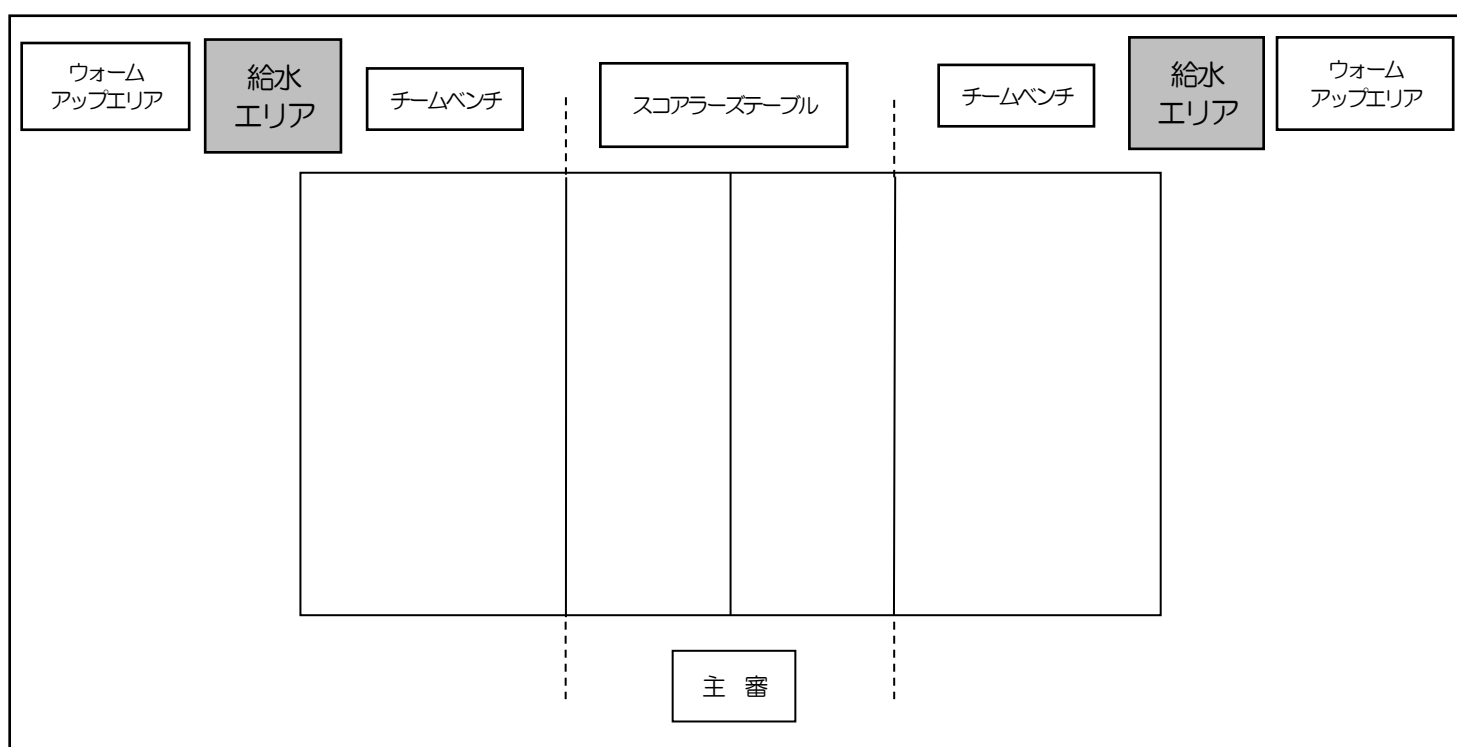 ウォーム
アップエリア
給水
エリア
チームベンチ
スコアラーズテーブル
チームベンチ
給水
エリア
ウォーム
アップエリア
主 審